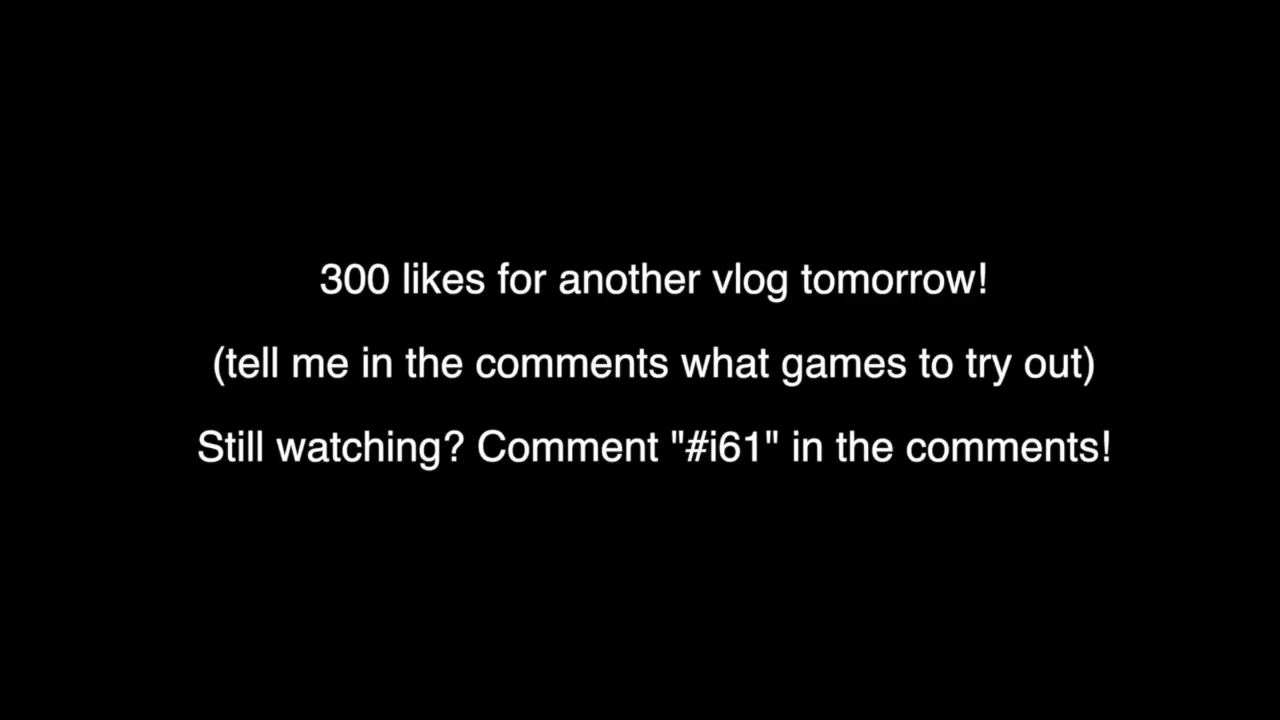 300 likes for another vlog tomorrow!
(tell me in the comments what games to try out)
Still watching? Comment "#i61" in the comments!